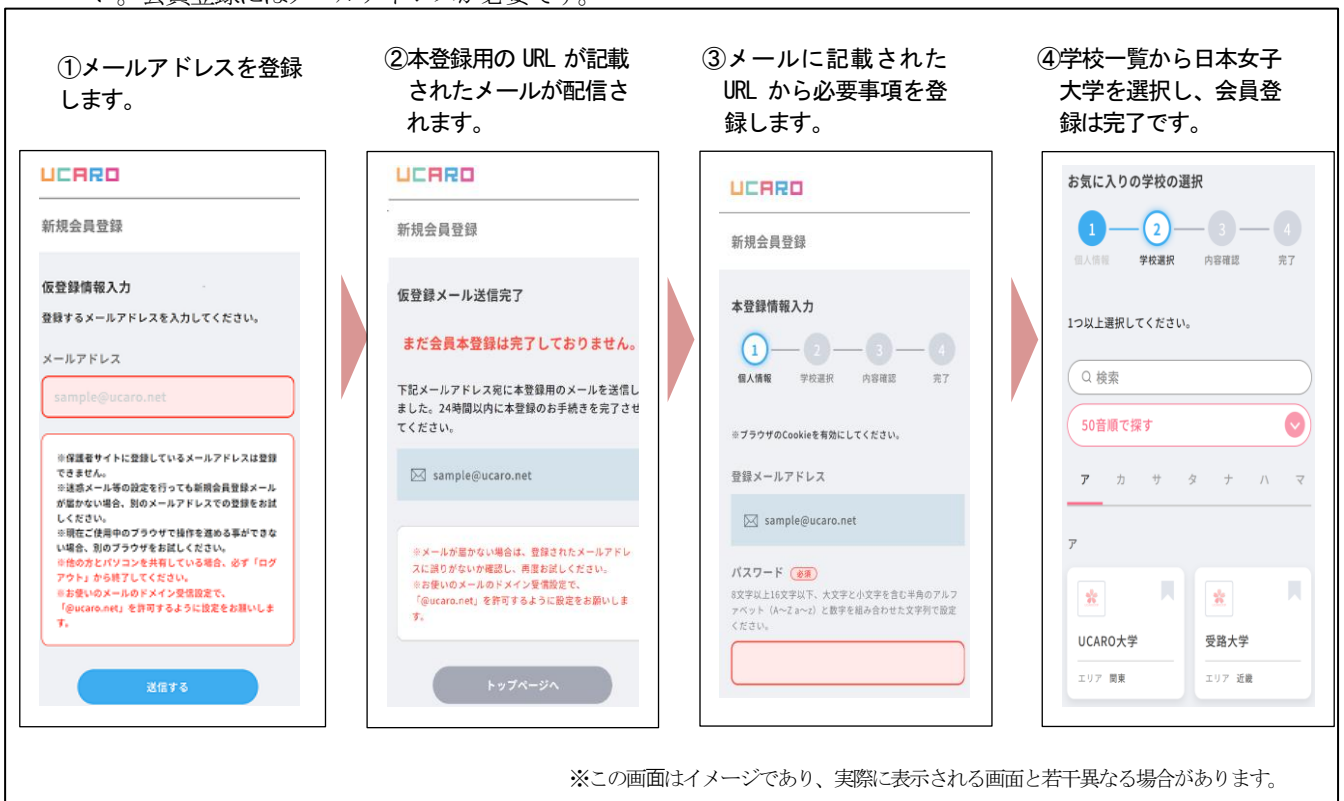 い。会員登録にはメールアドレスが必要です。
①メールアドレスを登録
します。
②本登録用の URL が記載
されたメールが配信さ
れます。
③メールに記載された
URL から必要事項を登
録します。
④学校一覧から日本女子
大学を選択し、会員登
録は完了です。
UCARO
新規会員登録
仮登録情報入力
登録するメールアドレスを入力してください。
メールアドレス
sample@ucaro.net
※保護者サイトに登録しているメールアドレスは登録
できません。
※迷惑メール等の設定を行っても新規会員登録メール
が届かない場合、別のメールアドレスでの登録をお試
しください。
※現在ご使用中のブラウザで操作を進める事ができな
い場合、別のブラウザをお試しください。
※他の方とパソコンを共有している場合、必ず「ログ
アウト」から終了してください。
※お使いのメールのドメイン受信設定で、
「@ucaro.net」を許可するように設定をお願いしま
す。
送信する
UCARO
新規会員登録
仮登録メール送信完了
まだ会員本登録は完了しておりません。
下記メールアドレス宛に本登録用のメールを送信し
ました。24時間以内に本登録のお手続きを完了させ
てください。
sample@ucaro.net
※メールが届かない場合は、登録されたメールアドレ
スに誤りがないか確認し、再度お試しください。
※お使いのメールのドメイン受信設定で、
「@ucaro.net」を許可するように設定をお願いしま
す。
トップページへ
UCARO
新規会員登録
本登録情報入力
1 2 3 4
個人情報 学校選択 内容確認 完了
※ブラウザのCookieを有効にしてください。
登録メールアドレス
sample@ucaro.net
パスワード 必須
8文字以上16文字以下、大文字と小文字を含む半角のアルフ
ァベット（A~Z a~z）と数字を組み合わせた文字列で設定
ください。
お気に入りの学校の選択
1 2 3 4
個人情報 学校選択 内容確認 完了
1つ以上選択してください。
検索
50音順で探す
ア カ サ タ ナ ハ マ
ア
UCARO大学 受路大学
エリア 関東 エリア 近畿
※この画面はイメージであり、実際に表示される画面と若干異なる場合があります。